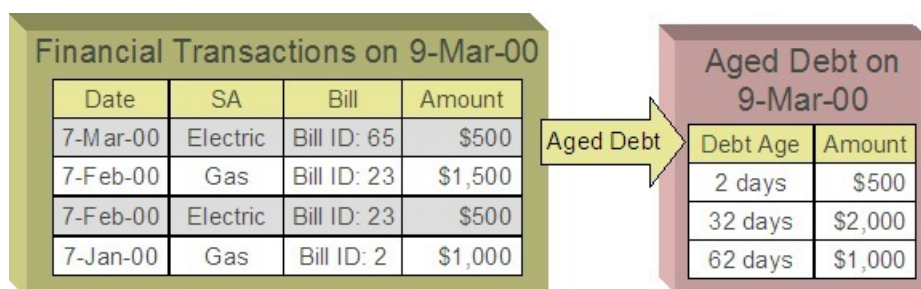 Financial Transactions on 9-Mar-00
Date SA Bill Amount
7-Mar-00 Electric Bill ID: 65 $500
7-Feb-00 Gas Bill ID: 23 $1,500
7-Feb-00 Electric Bill ID: 23 $500
7-Jan-00 Gas Bill ID: 2 $1,000
Aged Debt
Aged Debt on
9-Mar-00
Debt Age Amount
2 days $500
32 days $2,000
62 days $1,000